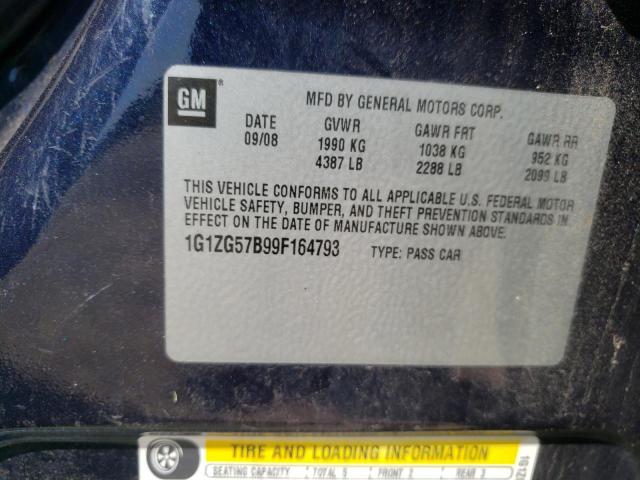 GM
MFD BY GENERAL MOTORS CORP.
DATE GVWR GAWR FRT GAWR RR
09/08 1990 KG 1038 KG 952 KG
4387 LB 2288 LB 2099 LB
THIS VEHICLE CONFORMS TO ALL APPLICABLE U.S. FEDERAL MOTOR
VEHICLE SAFETY, BUMPER, AND THEFT PREVENTION STANDARDS IN
EFFECT ON THE DATE OF MANUFACTURE SHOWN ABOVE.
1G1ZG57B99F164793 TYPE: PASS CAR
TIRE AND LOADING INFORMATION
SEATING CAPACITY TOTAL 5 FRONT 2 REAR 3